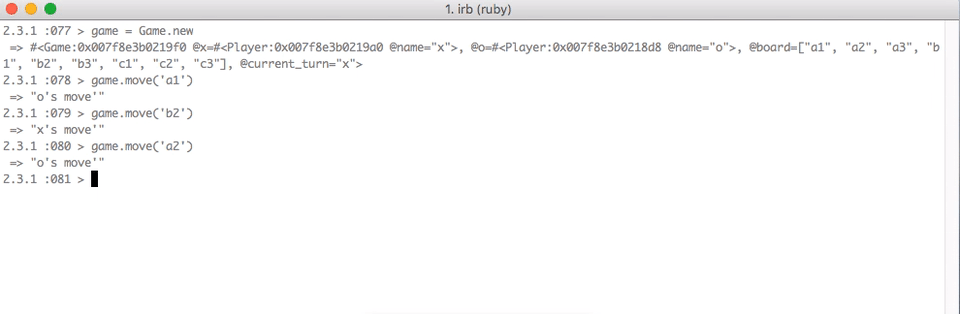 1. irb (ruby)
2.3.1 :077 > game = Game.new
=> #<Game:0x007f8e3b0219f0 @x=#<Player:0x007f8e3b0219a0 @name="x">, @o=#<Player:0x007f8e3b0218d8 @name="o">, @board=["a1", "a2", "a3", "b
1", "b2", "b3", "c1", "c2", "c3"], @current_turn="x">
2.3.1 :078 > game.move('a1')
=> "o's move'"
2.3.1 :079 > game.move('b2')
=> "x's move'"
2.3.1 :080 > game.move('a2')
=> "o's move'"
2.3.1 :081 >